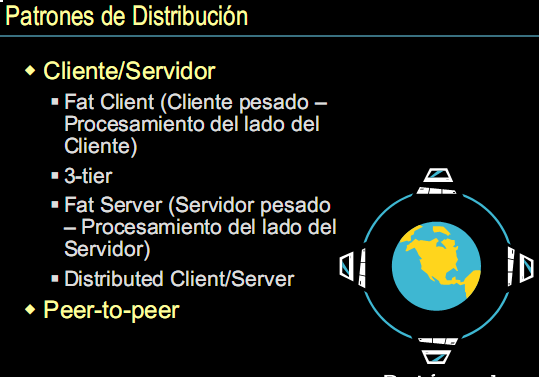 Patrones de Distribución
Cliente/Servidor
Fat Client (Cliente pesado –
Procesamiento del lado del
Cliente)
3-tier
Fat Server (Servidor pesado
– Procesamiento del lado del
Servidor)
Distributed Client/Server
Peer-to-peer